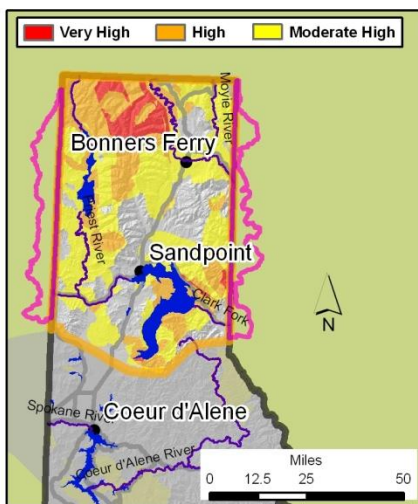 Very High High Moderate High
Moyie River
Bonners Ferry
Priest River
Sandpoint
Clark Fork
N
Spokane River
Coeur d'Alene
Coeur d'Alene River
Miles
0 12.5 25 50